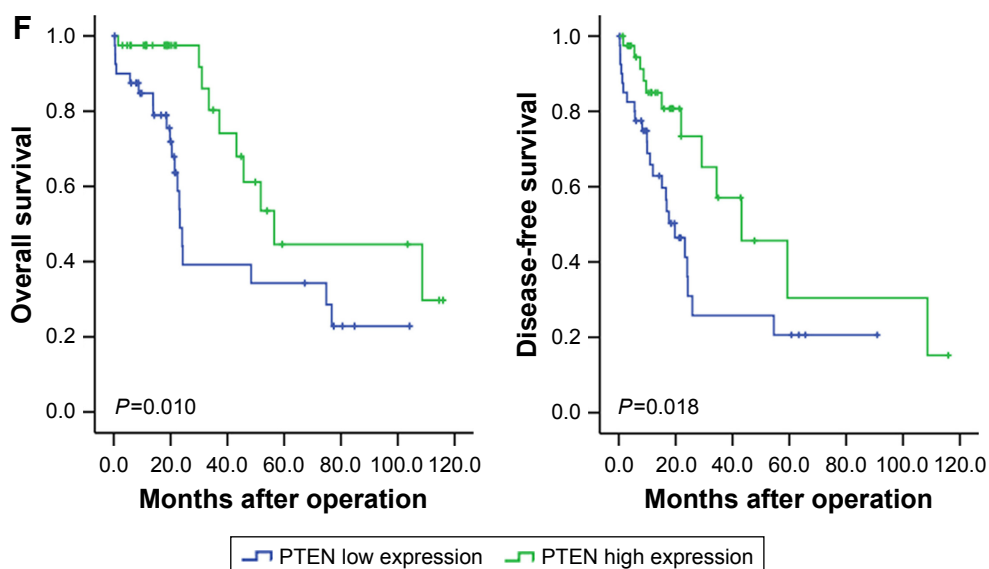 F
Overall survival
1.0
0.8
0.6
0.4
0.2
0.0
P=0.010
0.0 20.0 40.0 60.0 80.0 100.0 120.0
Months after operation
Disease-free survival
1.0
0.8
0.6
0.4
0.2
0.0
P=0.018
0.0 20.0 40.0 60.0 80.0 100.0 120.0
Months after operation
PTEN low expression PTEN high expression